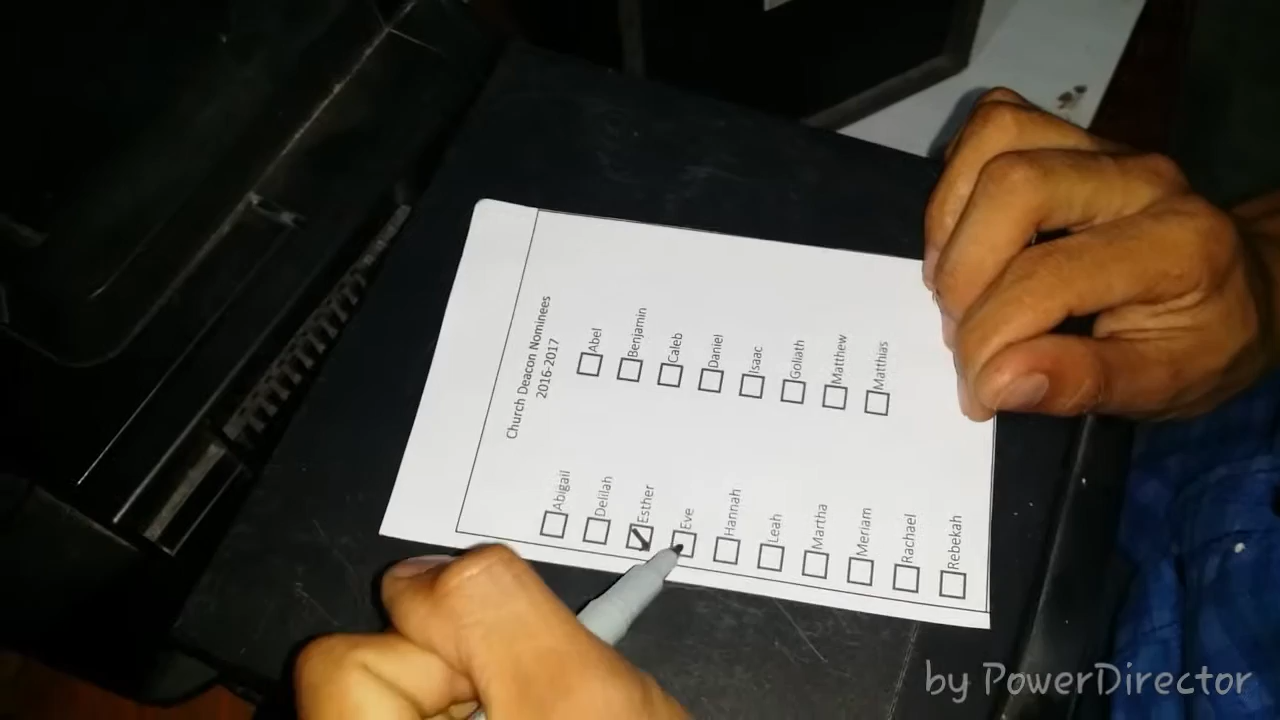 Church Deacon Nominees
2016-2017
Abigail
Delilah
Esther
Eve
Hannah
Leah
Martha
Meriam
Rachael
Rebekah
Abel
Benjamin
Caleb
Daniel
Isaac
Goliath
Matthew
Matthias
by PowerDirector